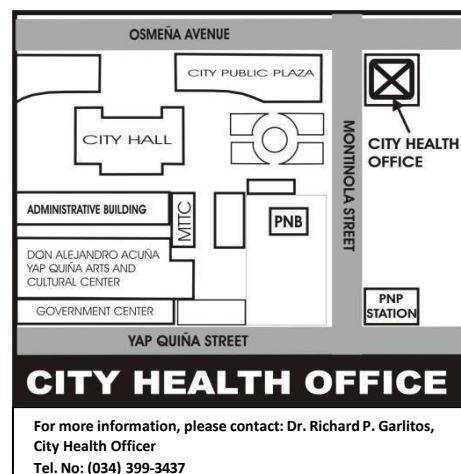 OSMEÑA AVENUE
CITY PUBLIC PLAZA
CITY HALL
MONTINOLA STREET
CITY HEALTH
OFFICE
ADMINISTRATIVE BUILDING
MITC
PNB
DON ALEJANDRO ACUÑA
YAP QUIÑA ARTS AND
CULTURAL CENTER
GOVERNMENT CENTER
PNP
STATION
YAP QUIÑA STREET
CITY HEALTH OFFICE
For more information, please contact: Dr. Richard P. Garlitos,
City Health Officer
Tel. No: (034) 399-3437